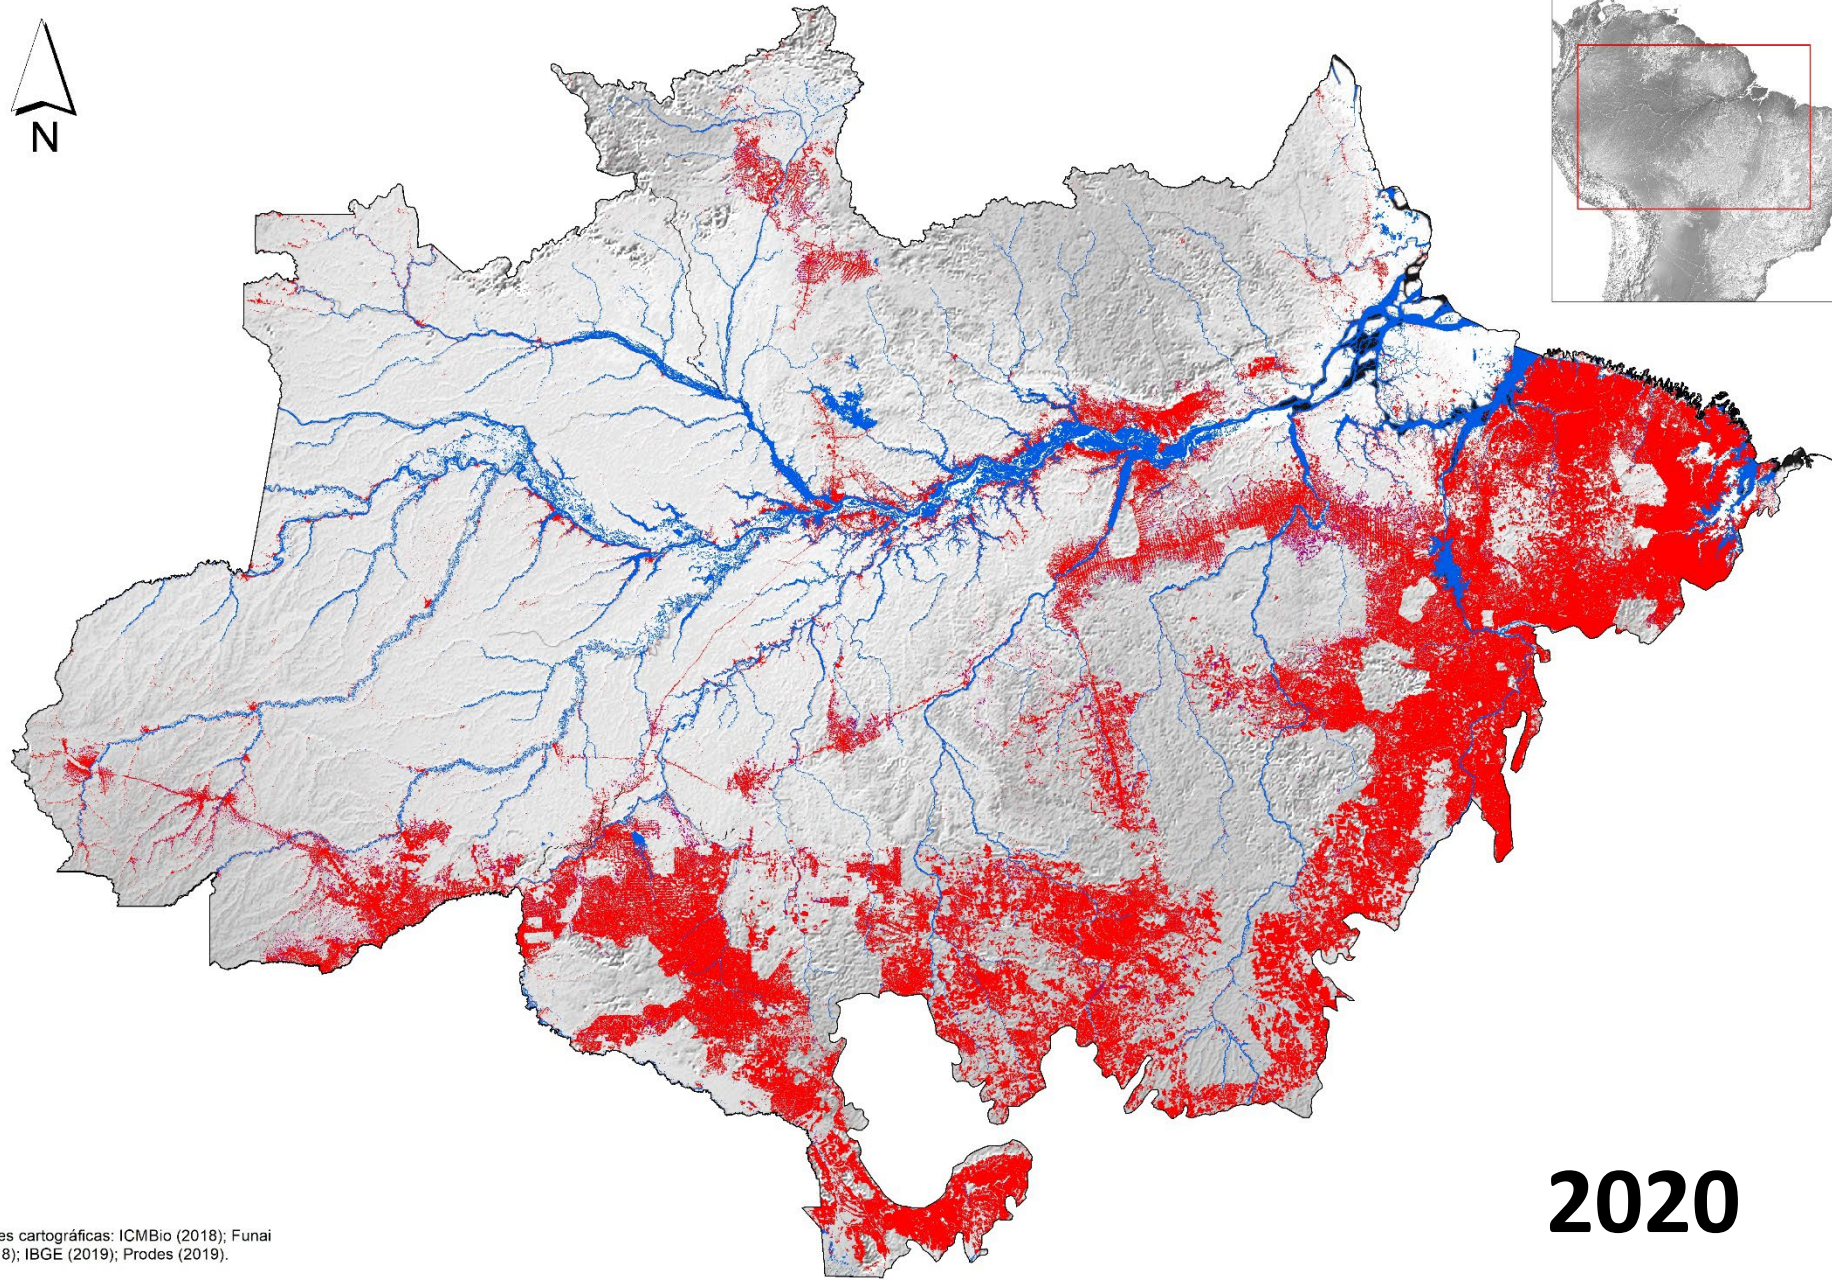 N
es cartográficas: ICMBio (2018); Funai
8); IBGE (2019); Prodes (2019).
2020